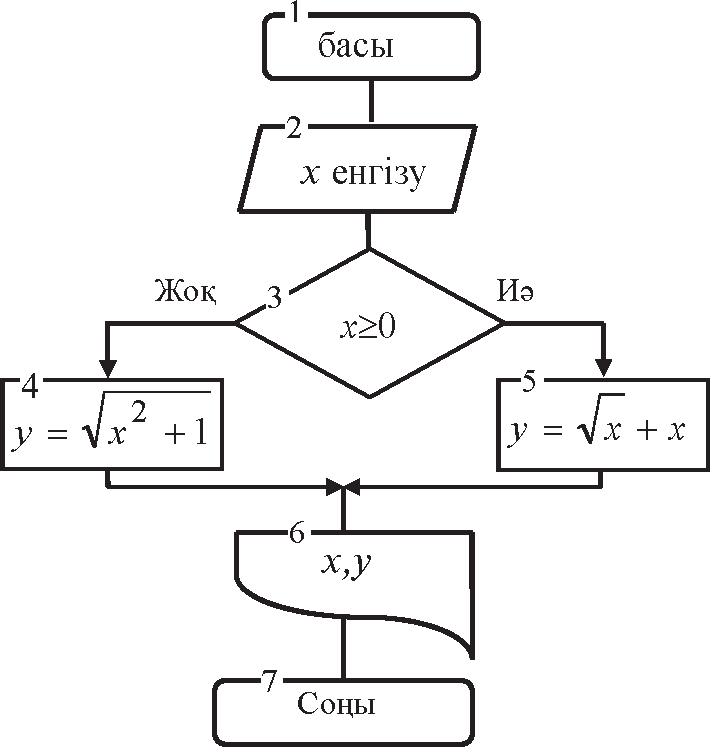 1
басы
2
x енгізу
Жоқ
3
Иә
x≥0
4
y = √x² + 1
5
y = √x + x
6
x,y
7
Соңы